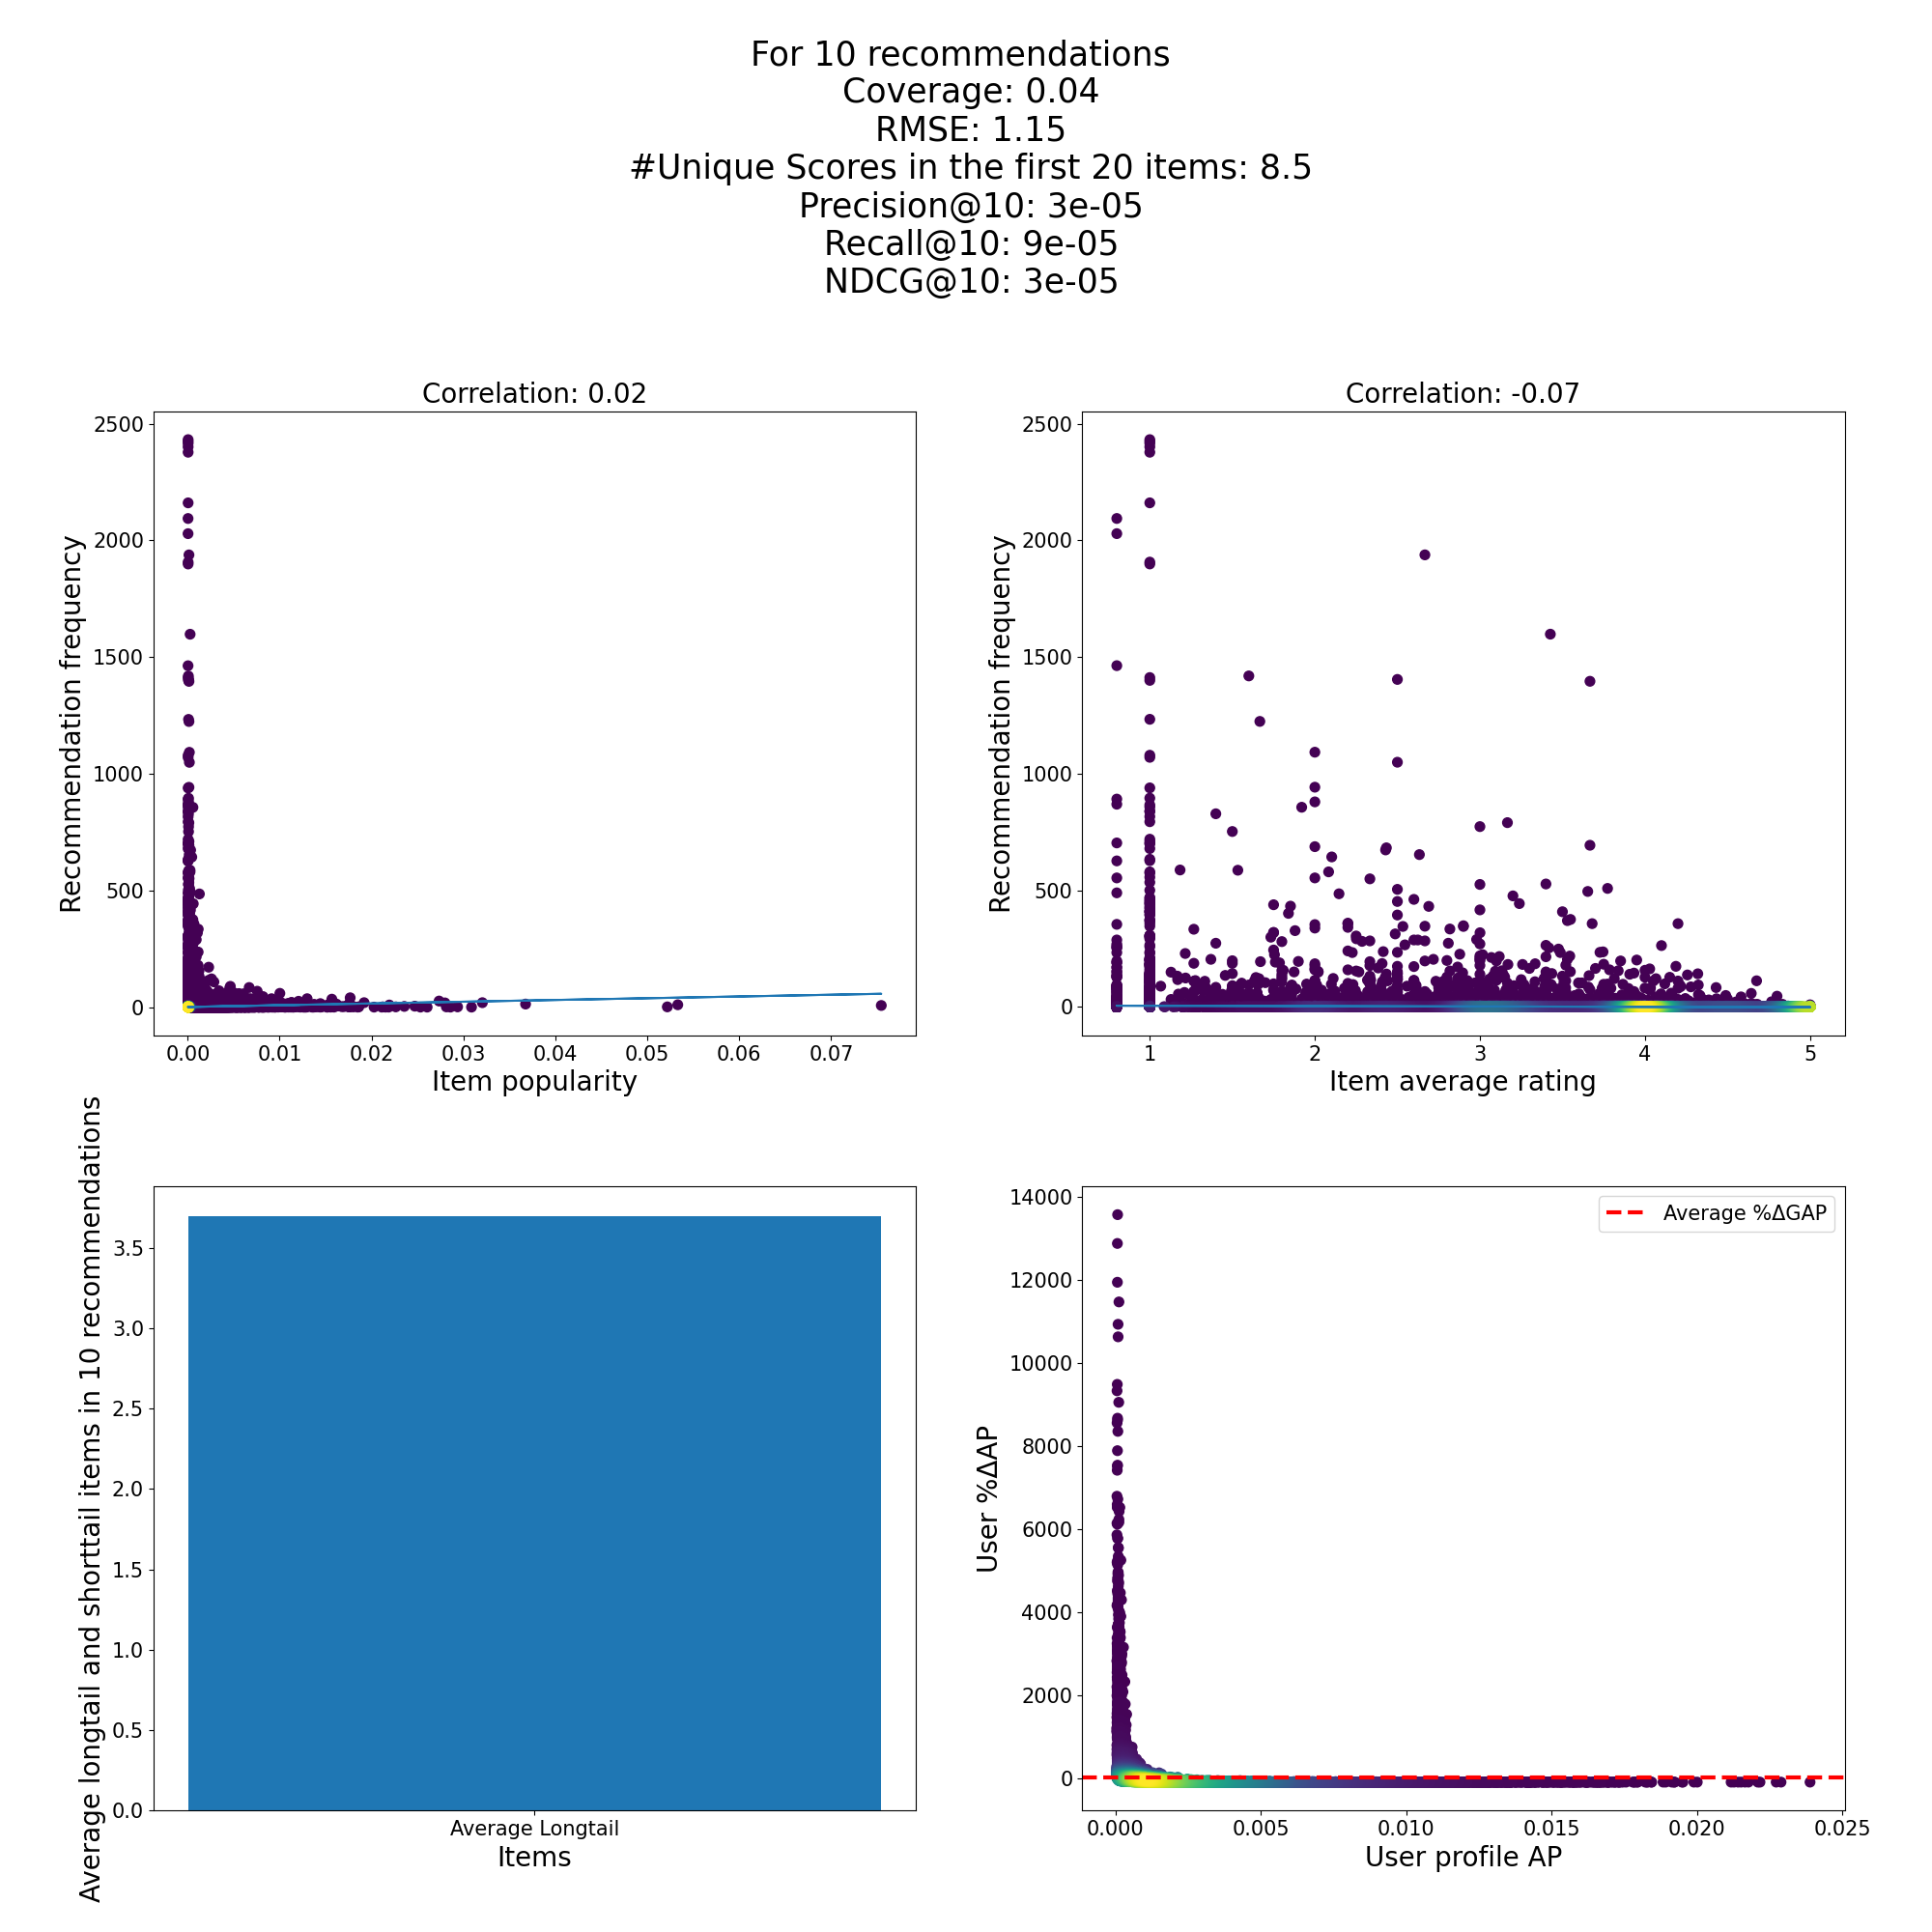 For 10 recommendations
Coverage: 0.04
RMSE: 1.15
#Unique Scores in the first 20 items: 8.5
Precision@10: 3e-05
Recall@10: 9e-05
NDCG@10: 3e-05
Correlation: 0.02
2500
2000
1500
1000
500
0
Recommendation frequency
0.00 0.01 0.02 0.03 0.04 0.05 0.06 0.07
Item popularity
Correlation: -0.07
2500
2000
1500
1000
500
0
Recommendation frequency
1 2 3 4 5
Item average rating
3.5
3.0
2.5
2.0
1.5
1.0
0.5
0.0
Average longtail and shorttail items in 10 recommendations
Average Longtail
Items
Average %ΔGAP
14000
12000
10000
8000
6000
4000
2000
0
User %ΔAP
0.000 0.005 0.010 0.015 0.020 0.025
User profile AP